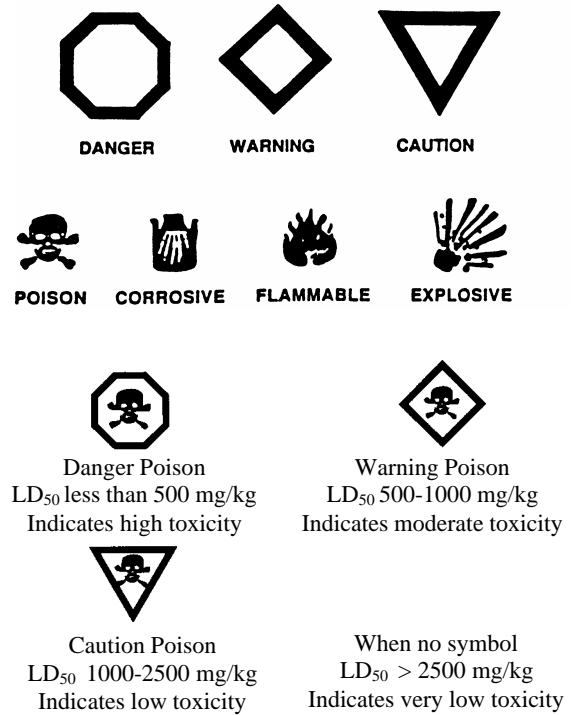 DANGER WARNING CAUTION
POISON CORROSIVE FLAMMABLE EXPLOSIVE
Danger Poison
LD₅₀ less than 500 mg/kg
Indicates high toxicity
Warning Poison
LD₅₀ 500-1000 mg/kg
Indicates moderate toxicity
Caution Poison
LD₅₀ 1000-2500 mg/kg
Indicates low toxicity
When no symbol
LD₅₀ > 2500 mg/kg
Indicates very low toxicity